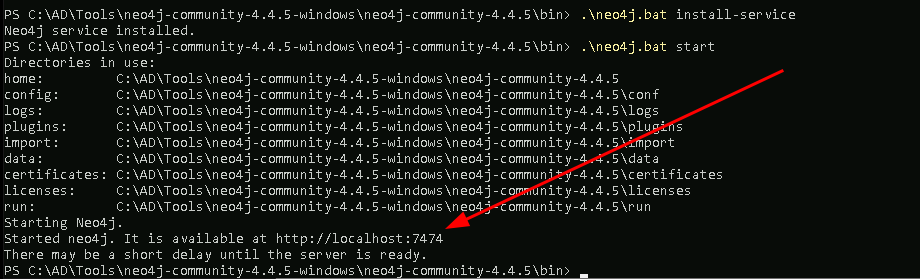 PS C:\AD\Tools\neo4j-community-4.4.5-windows\neo4j-community-4.4.5\bin> .\neo4j.bat install-service
Neo4j service installed.
PS C:\AD\Tools\neo4j-community-4.4.5-windows\neo4j-community-4.4.5\bin> .\neo4j.bat start
Directories in use:
home:         C:\AD\Tools\neo4j-community-4.4.5-windows\neo4j-community-4.4.5
config:       C:\AD\Tools\neo4j-community-4.4.5-windows\neo4j-community-4.4.5\conf
logs:         C:\AD\Tools\neo4j-community-4.4.5-windows\neo4j-community-4.4.5\logs
plugins:      C:\AD\Tools\neo4j-community-4.4.5-windows\neo4j-community-4.4.5\plugins
import:       C:\AD\Tools\neo4j-community-4.4.5-windows\neo4j-community-4.4.5\import
data:         C:\AD\Tools\neo4j-community-4.4.5-windows\neo4j-community-4.4.5\data
certificates: C:\AD\Tools\neo4j-community-4.4.5-windows\neo4j-community-4.4.5\certificates
licenses:     C:\AD\Tools\neo4j-community-4.4.5-windows\neo4j-community-4.4.5\licenses
run:          C:\AD\Tools\neo4j-community-4.4.5-windows\neo4j-community-4.4.5\run
Starting Neo4j.
Started neo4j. It is available at http://localhost:7474
There may be a short delay until the server is ready.
PS C:\AD\Tools\neo4j-community-4.4.5-windows\neo4j-community-4.4.5\bin>